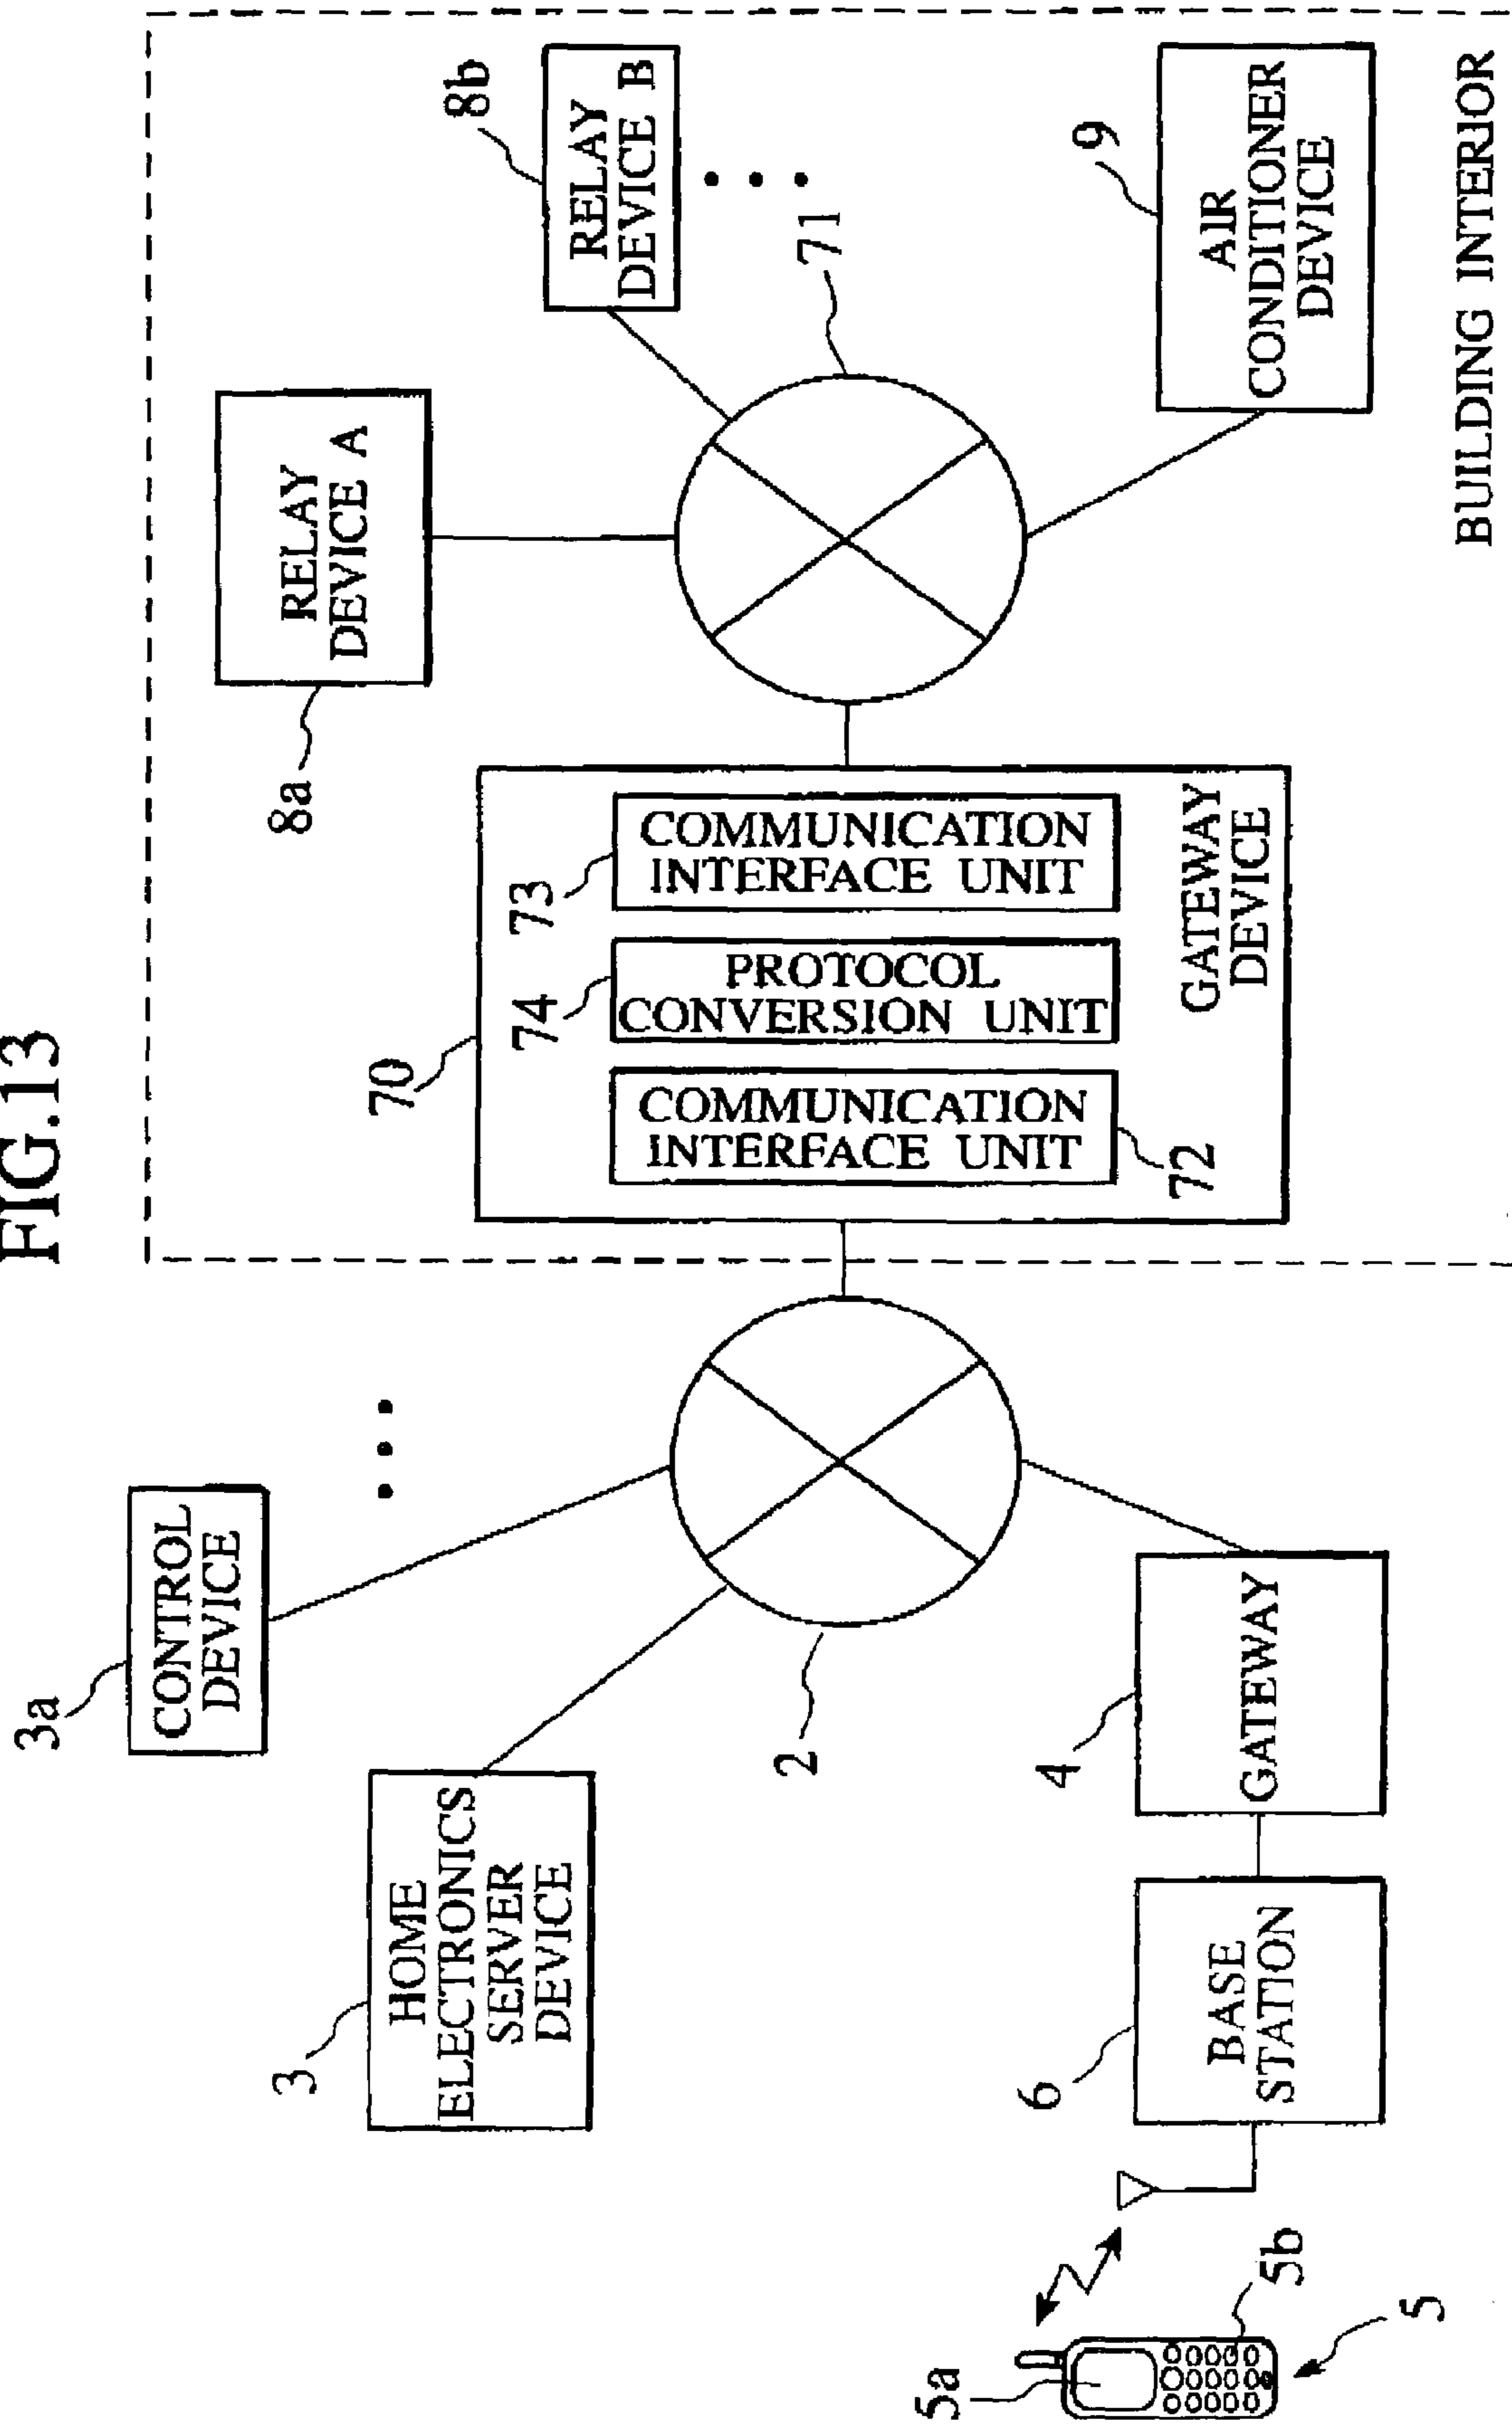 FIG.13
3a
CONTROL
DEVICE
3
HOME
ELECTRONICS
SERVER
DEVICE
2
4
GATEWAY
6
BASE
STATION
5a
5b
5
70
72
COMMUNICATION
INTERFACE UNIT
74
PROTOCOL
CONVERSION UNIT
73
COMMUNICATION
INTERFACE UNIT
GATEWAY
DEVICE
8a
RELAY
DEVICE A
8b
RELAY
DEVICE B
71
9
AIR
CONDITIONER
DEVICE
BUILDING INTERIOR